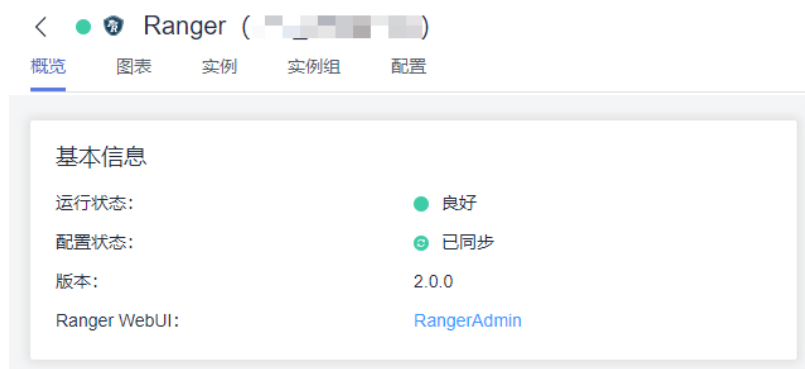 Ranger ( )
概览 图表 实例 实例组 配置
基本信息
运行状态： 良好
配置状态： 已同步
版本： 2.0.0
Ranger WebUI： RangerAdmin